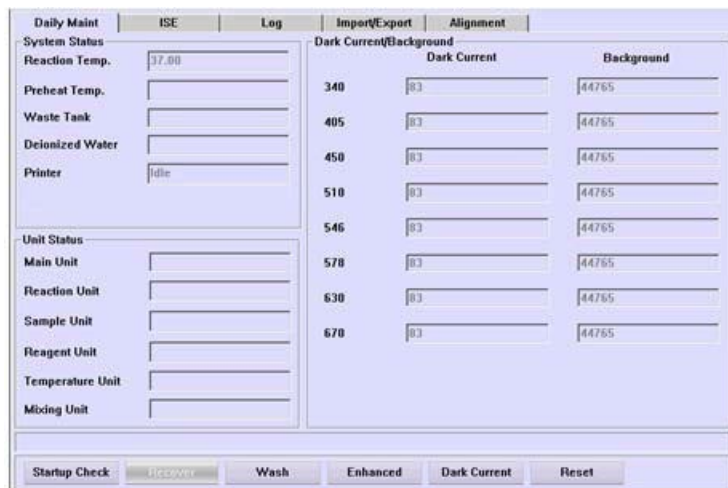 Daily Maint ISE Log Import/Export Alignment
System Status
Reaction Temp. 37.00
Preheat Temp.
Waste Tank
Deionized Water
Printer Idle
Unit Status
Main Unit
Reaction Unit
Sample Unit
Reagent Unit
Temperature Unit
Mixing Unit
Dark Current/Background
Dark Current Background
340 83 44765
405 83 44765
450 83 44765
510 83 44765
546 83 44765
578 83 44765
630 83 44765
670 83 44765
Startup Check Recover Wash Enhanced Dark Current Reset